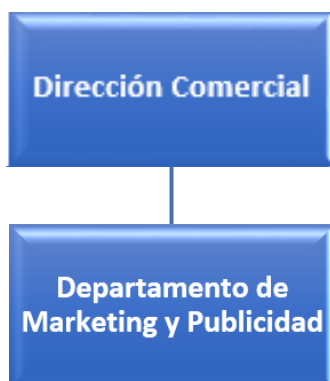 Dirección Comercial
Departamento de
Marketing y Publicidad